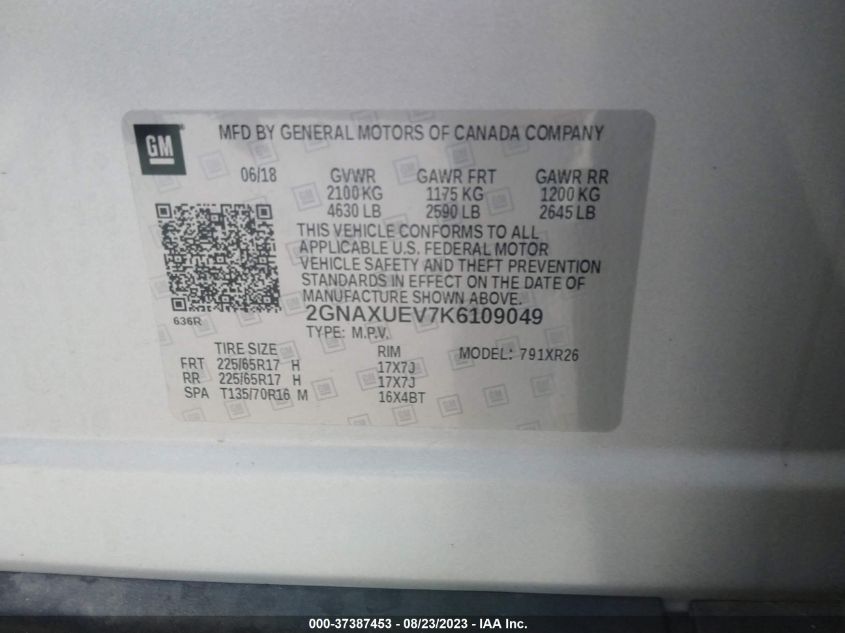 GM
MFD BY GENERAL MOTORS OF CANADA COMPANY
06/18 GVWR GAWR FRT GAWR RR
2100 KG 1175 KG 1200 KG
4630 LB 2590 LB 2645 LB
THIS VEHICLE CONFORMS TO ALL
APPLICABLE U.S. FEDERAL MOTOR
VEHICLE SAFETY AND THEFT PREVENTION
STANDARDS IN EFFECT ON THE DATE OF
MANUFACTURE SHOWN ABOVE.
636R
2GNAXUEV7K6109049
TYPE: M.P.V.
TIRE SIZE RIM MODEL: 791XR26
FRT 225/65R17 H 17X7J
RR 225/65R17 H 17X7J
SPA T135/70R16 M 16X4BT
000-37387453 - 08/23/2023 - IAA Inc.